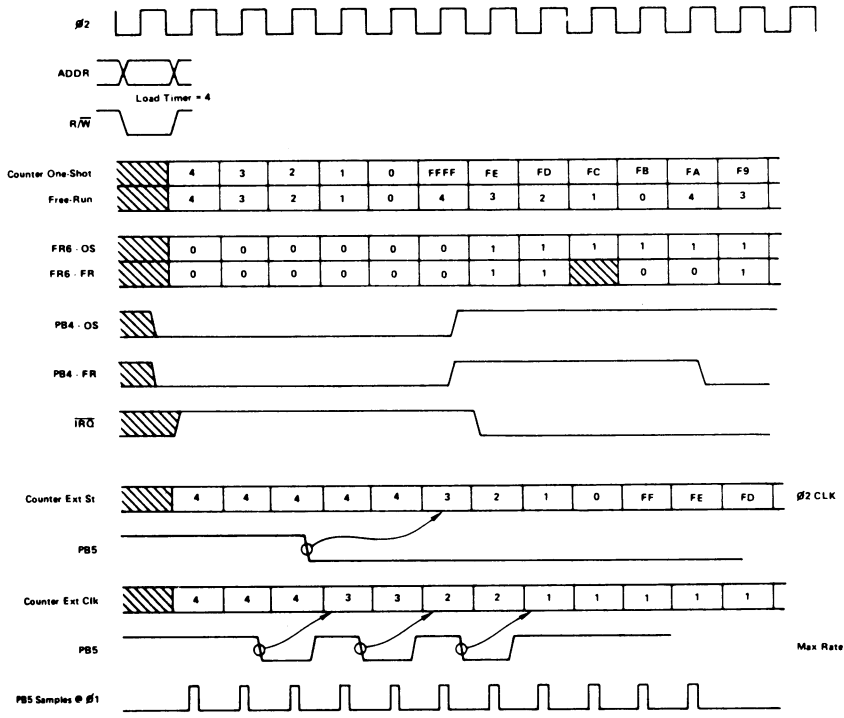 Ø2
ADDR
Load Timer = 4
R/W̅
Counter One-Shot 4 3 2 1 0 FFFF FE FD FC FB FA F9
Free-Run 4 3 2 1 0 4 3 2 1 0 4 3
FR6 - OS 0 0 0 0 0 0 1 1 1 1 1 1
FR6 - FR 0 0 0 0 0 0 1 1 0 0 1
PB4 - OS
PB4 - FR
I̅R̅Q̅
Counter Ext St 4 4 4 4 4 3 2 1 0 FF FE FD Ø2 CLK
PB5
Counter Ext Clk 4 4 4 3 3 2 2 1 1 1 1 1
PB5 Max Rate
PB5 Samples @ Ø1